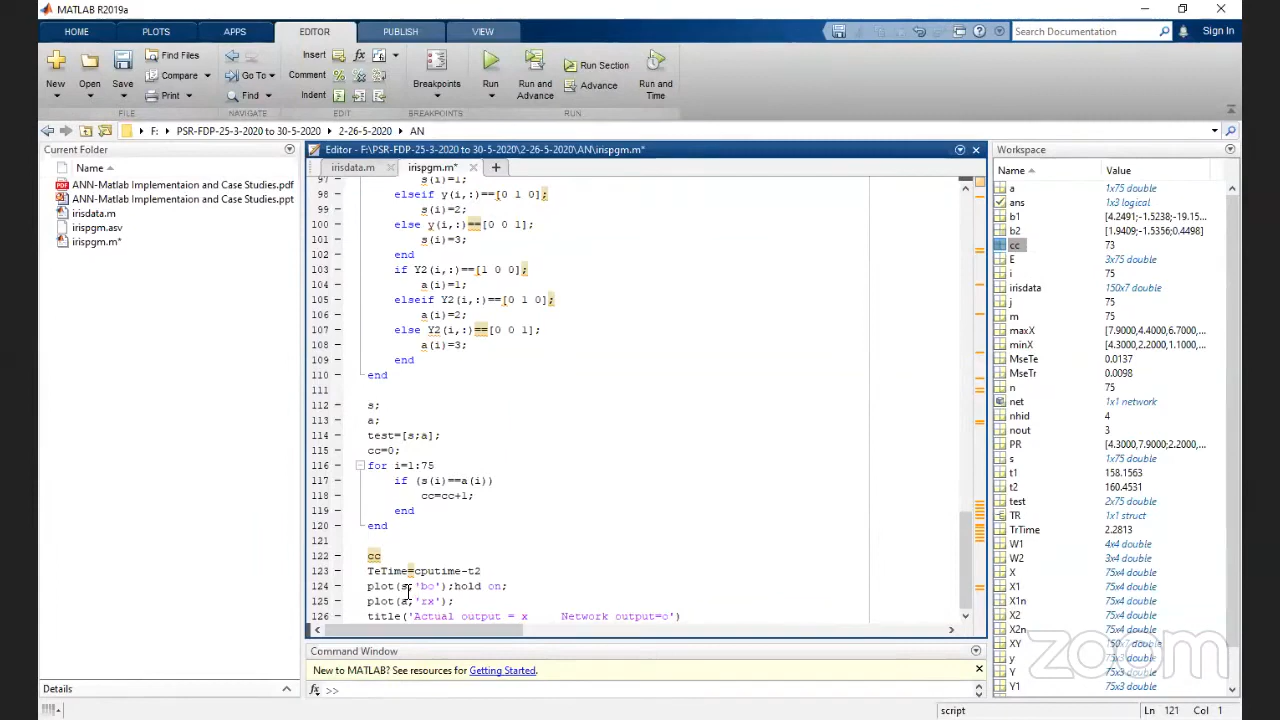 MATLAB R2019a
HOME PLOTS APPS EDITOR PUBLISH VIEW
Search Documentation
Sign In
New Open Save Find Files Compare Print
Go To Find
Insert Comment Indent
Breakpoints
Run Run and Advance Run Section Advance Run and Time
FILE NAVIGATE EDIT BREAKPOINTS RUN
F: PSR-FDP-25-3-2020 to 30-5-2020 2-26-5-2020 AN
Current Folder
Name
ANN-Matlab Implementaion and Case Studies.pdf
ANN-Matlab Implementaion and Case Studies.ppt
irisdata.m
irispgm.asv
irispgm.m*
Details
Editor - F:\PSR-FDP-25-3-2020 to 30-5-2020\2-26-5-2020\AN\irispgm.m*
irisdata.m irispgm.m*
97 s(i)=1;
98 elseif y(i,:)==[0 1 0];
99 s(i)=2;
100 else y(i,:)==[0 0 1];
101 s(i)=3;
102 end
103 if Y2(i,:)==[1 0 0];
104 a(i)=1;
105 elseif Y2(i,:)==[0 1 0];
106 a(i)=2;
107 else Y2(i,:)==[0 0 1];
108 a(i)=3;
109 end
110 end
111
112 s;
113 a;
114 test=[s;a];
115 cc=0;
116 for i=1:75
117 if (s(i)==a(i))
118 cc=cc+1;
119 end
120 end
121
122 cc
123 TeTime=cputime-t2
124 plot(s,'bo');hold on;
125 plot(a,'rx');
126 title('Actual output = x Network output=o')
Command Window
New to MATLAB? See resources for Getting Started.
fx >>
Workspace
Name Value
a 1x75 double
ans 1x3 logical
b1 [4.2491;-1.5238;-19.15...
b2 [1.9409;-1.5356;0.4498]
cc 73
E 3x75 double
i 75
irisdata 150x7 double
j 75
m 75
maxX [7.9000,4.4000,6.7000,...
minX [4.3000,2.2000,1.1000,...
MseTe 0.0137
MseTr 0.0098
n 75
net 1x1 network
nhid 4
nout 3
PR [4.3000,7.9000;2.2000,...
s 1x75 double
t1 158.1563
t2 160.4531
test 2x75 double
TR 1x1 struct
TrTime 2.2813
W1 4x4 double
W2 3x4 double
X 75x4 double
X1 75x4 double
X1n 75x4 double
X2 75x4 double
X2n 75x4 double
XY 150x7 double
y 75x3 double
Y 75x3 double
Y1 75x3 double
zoom
script Ln 121 Col 1